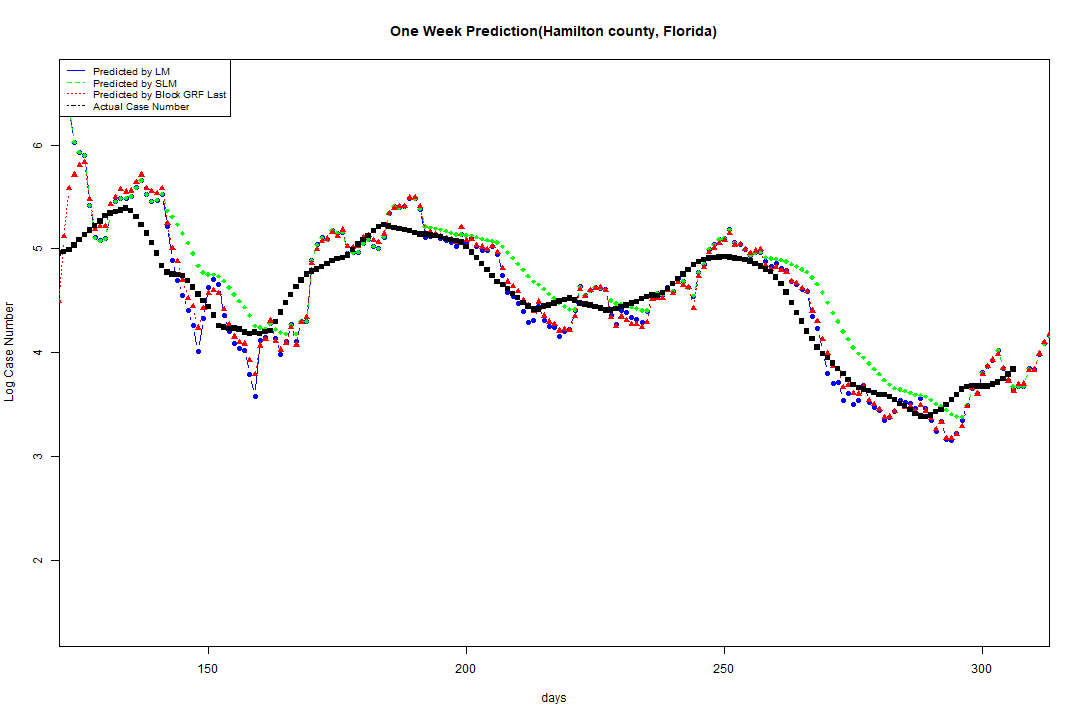 One Week Prediction(Hamilton county, Florida)
Predicted by LM
Predicted by SLM
Predicted by Block GRF Last
Actual Case Number
6
5
4
3
2
Log Case Number
150
200
250
300
days